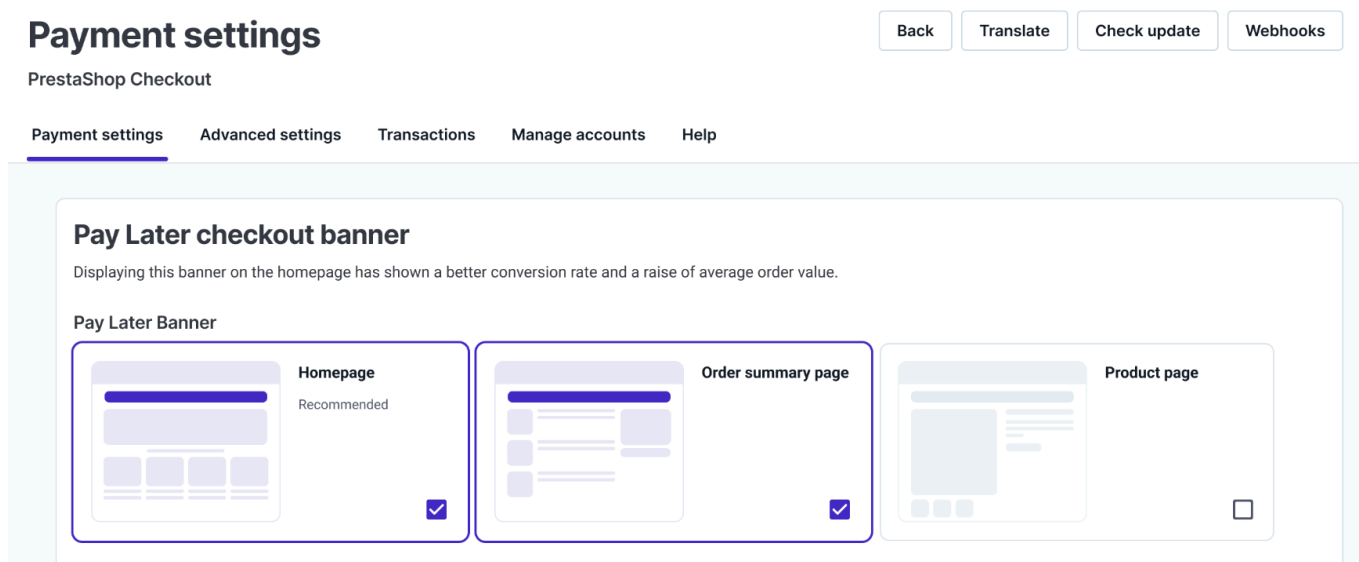 Payment settings
Back
Translate
Check update
Webhooks
PrestaShop Checkout
Payment settings
Advanced settings
Transactions
Manage accounts
Help
Pay Later checkout banner
Displaying this banner on the homepage has shown a better conversion rate and a raise of average order value.
Pay Later Banner
Homepage
Recommended
Order summary page
Product page